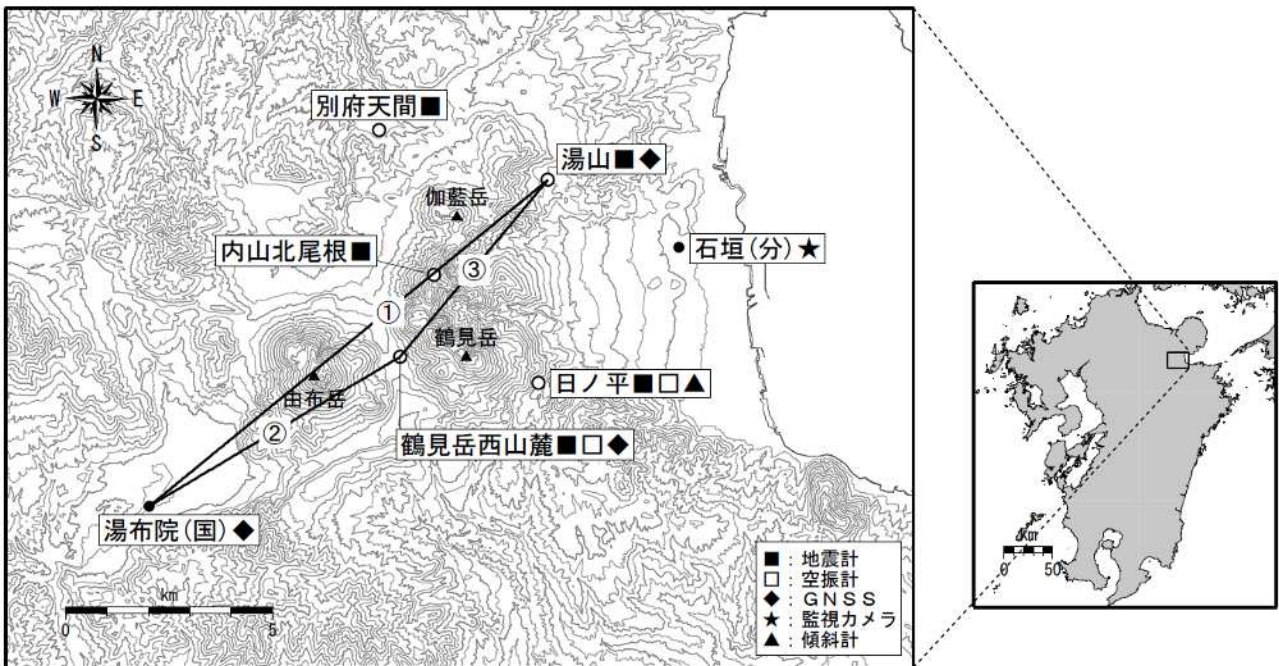 N
W E
S
別府天間■
湯山■◆
伽藍岳
内山北尾根■
石垣(分)★
③
①
鶴見岳
由布岳
日ノ平■□▲
②
鶴見岳西山麓■□◆
湯布院(国)◆
km
0 5
■:地震計
□:空振計
◆:GNSS
★:監視カメラ
▲:傾斜計
km
0 50